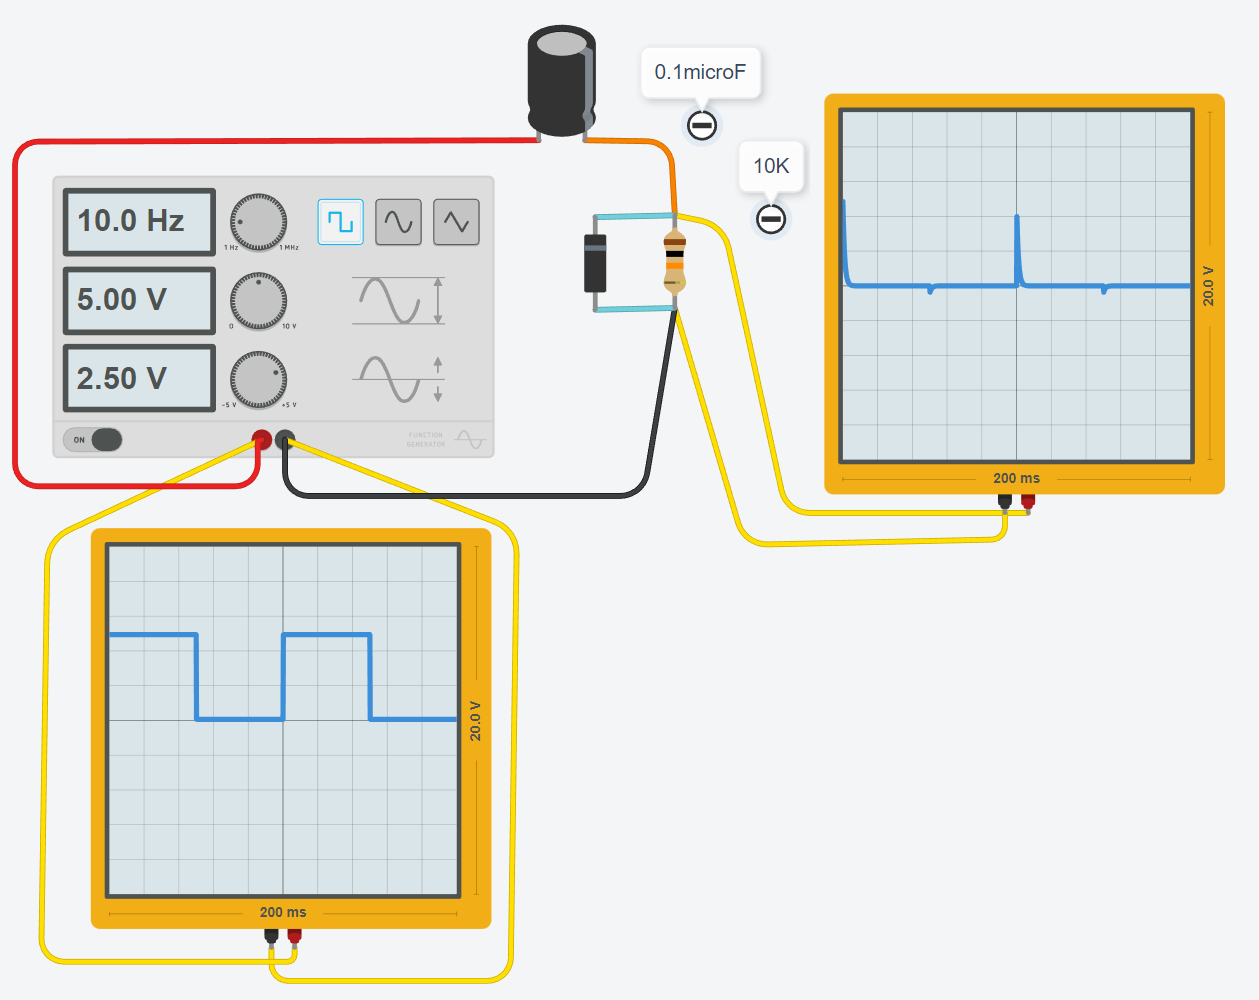 0.1microF
10K
10.0 Hz
1 Hz
1 MHz
5.00 V
0
10 V
2.50 V
-5 V
+5 V
ON
FUNCTION
GENERATOR
20.0 V
200 ms
20.0 V
200 ms